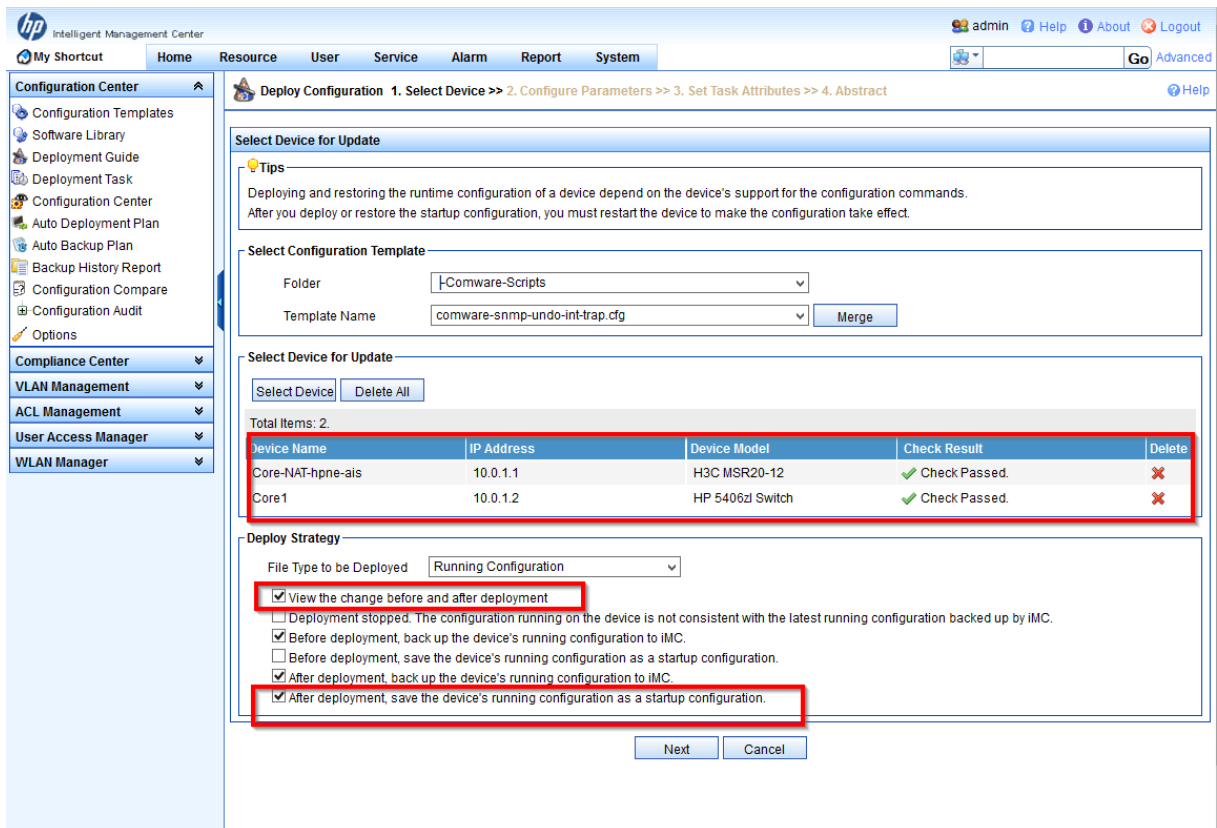 hp Intelligent Management Center
admin Help About Logout
My Shortcut Home Resource User Service Alarm Report System Go Advanced
Configuration Center
Configuration Templates
Software Library
Deployment Guide
Deployment Task
Configuration Center
Auto Deployment Plan
Auto Backup Plan
Backup History Report
Configuration Compare
Configuration Audit
Options
Compliance Center
VLAN Management
ACL Management
User Access Manager
WLAN Manager
Deploy Configuration 1. Select Device >> 2. Configure Parameters >> 3. Set Task Attributes >> 4. Abstract Help
Select Device for Update
Tips
Deploying and restoring the runtime configuration of a device depend on the device's support for the configuration commands.
After you deploy or restore the startup configuration, you must restart the device to make the configuration take effect.
Select Configuration Template
Folder |-Comware-Scripts
Template Name comware-snmp-undo-int-trap.cfg Merge
Select Device for Update
Select Device Delete All
Total Items: 2.
Device Name IP Address Device Model Check Result Delete
Core-NAT-hpne-ais 10.0.1.1 H3C MSR20-12 Check Passed.
Core1 10.0.1.2 HP 5406zl Switch Check Passed.
Deploy Strategy
File Type to be Deployed Running Configuration
View the change before and after deployment
Deployment stopped. The configuration running on the device is not consistent with the latest running configuration backed up by iMC.
Before deployment, back up the device's running configuration to iMC.
Before deployment, save the device's running configuration as a startup configuration.
After deployment, back up the device's running configuration to iMC.
After deployment, save the device's running configuration as a startup configuration.
Next Cancel